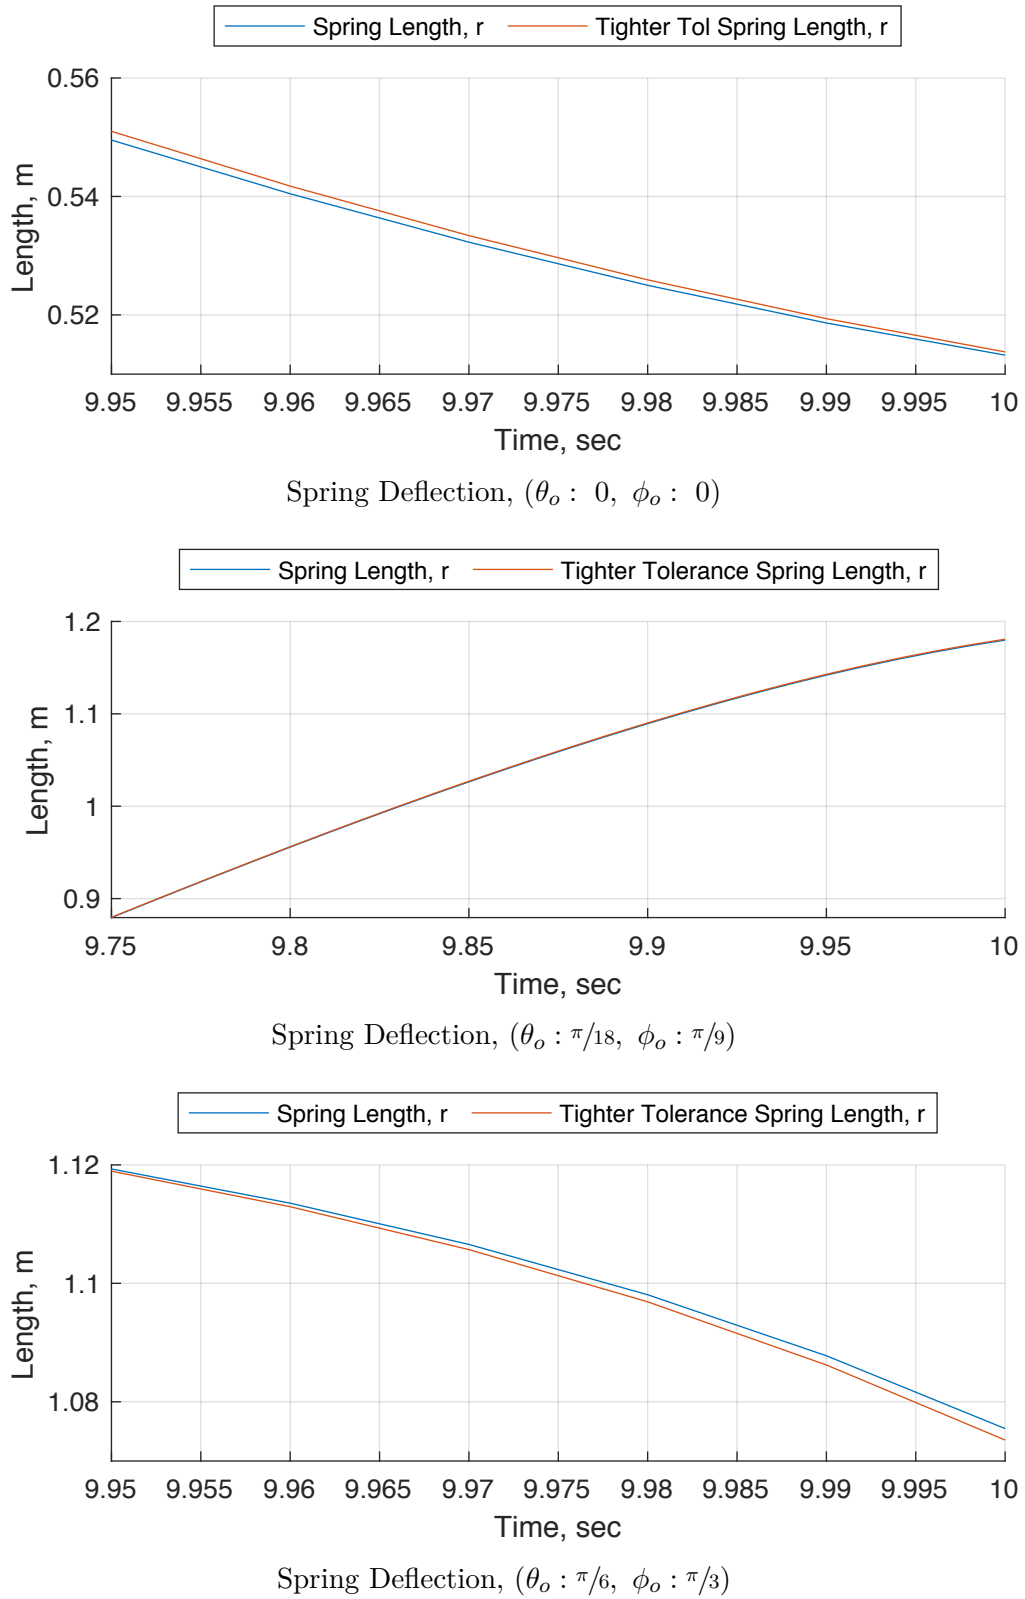 Spring Length, r Tighter Tol Spring Length, r
0.56
0.54
0.52
Length, m
9.95 9.955 9.96 9.965 9.97 9.975 9.98 9.985 9.99 9.995 10
Time, sec
Spring Deflection, (θₒ : 0, ϕₒ : 0)
Spring Length, r Tighter Tolerance Spring Length, r
1.2
1.1
1
0.9
Length, m
9.75 9.8 9.85 9.9 9.95 10
Time, sec
Spring Deflection, (θₒ : π/18, ϕₒ : π/9)
Spring Length, r Tighter Tolerance Spring Length, r
1.12
1.1
1.08
Length, m
9.95 9.955 9.96 9.965 9.97 9.975 9.98 9.985 9.99 9.995 10
Time, sec
Spring Deflection, (θₒ : π/6, ϕₒ : π/3)